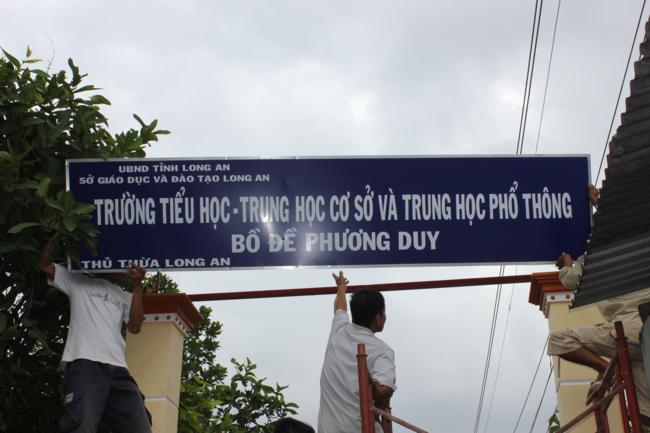 UBND TỈNH LONG AN
SỞ GIÁO DỤC VÀ ĐÀO TẠO LONG AN
TRƯỜNG TIỂU HỌC - TRUNG HỌC CƠ SỞ VÀ TRUNG HỌC PHỔ THÔNG
BỒ ĐỀ PHƯƠNG DUY
THỦ THỪA LONG AN